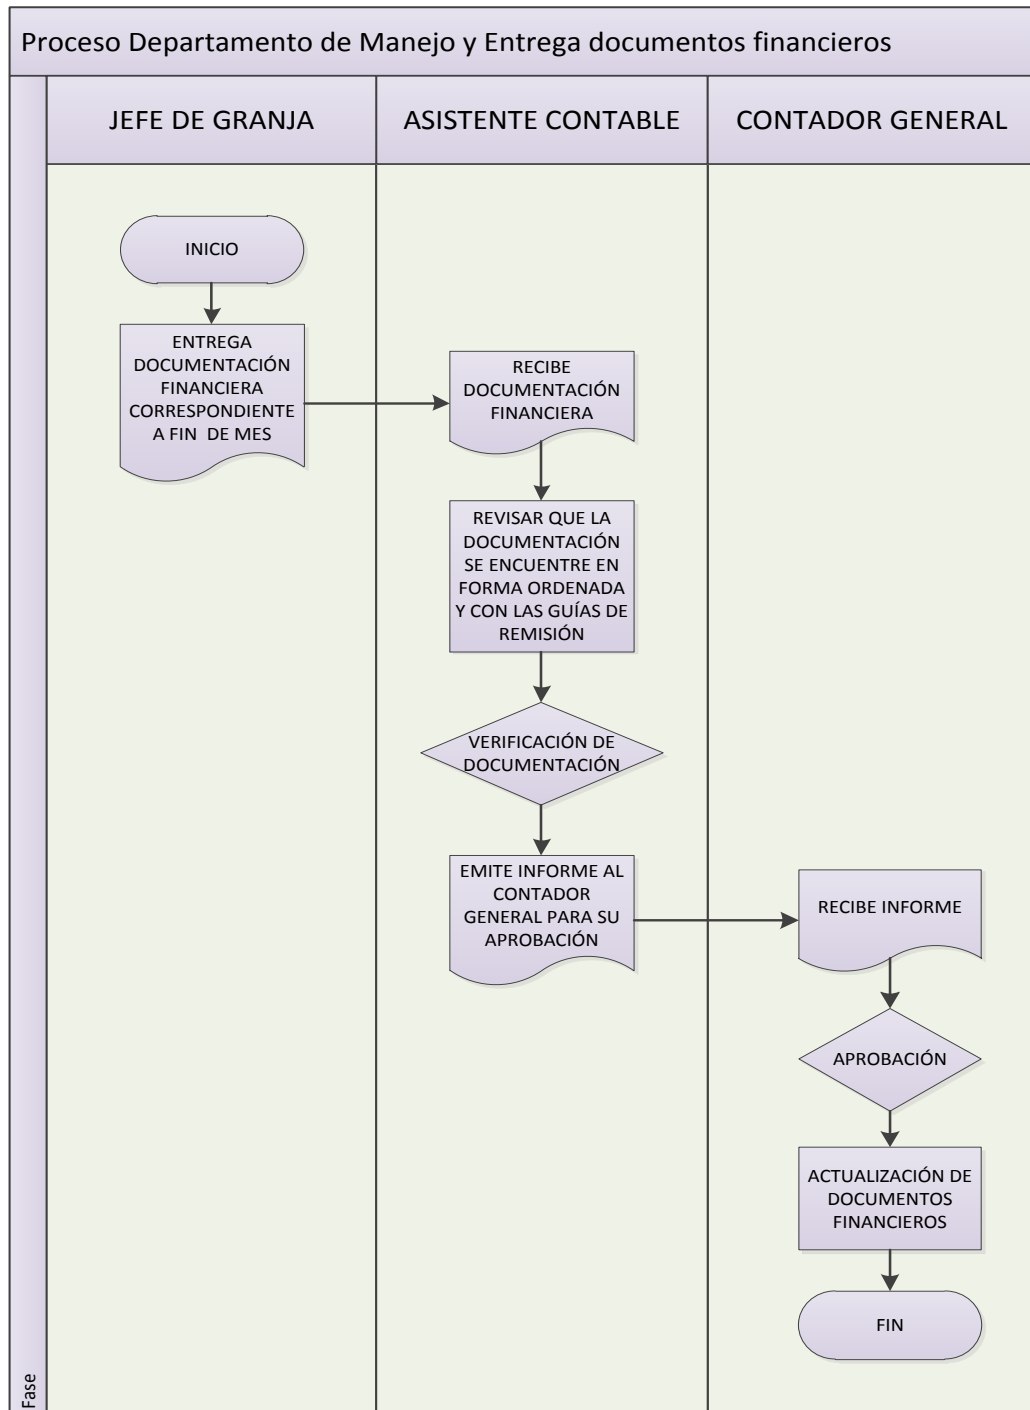 Proceso Departamento de Manejo y Entrega documentos financieros
JEFE DE GRANJA
ASISTENTE CONTABLE
CONTADOR GENERAL
INICIO
ENTREGA
DOCUMENTACIÓN
FINANCIERA
CORRESPONDIENTE
A FIN DE MES
RECIBE
DOCUMENTACIÓN
FINANCIERA
REVISAR QUE LA
DOCUMENTACIÓN
SE ENCUENTRE EN
FORMA ORDENADA
Y CON LAS GUÍAS DE
REMISIÓN
VERIFICACIÓN DE
DOCUMENTACIÓN
EMITE INFORME AL
CONTADOR
GENERAL PARA SU
APROBACIÓN
RECIBE INFORME
APROBACIÓN
ACTUALIZACIÓN DE
DOCUMENTOS
FINANCIEROS
FIN
Fase